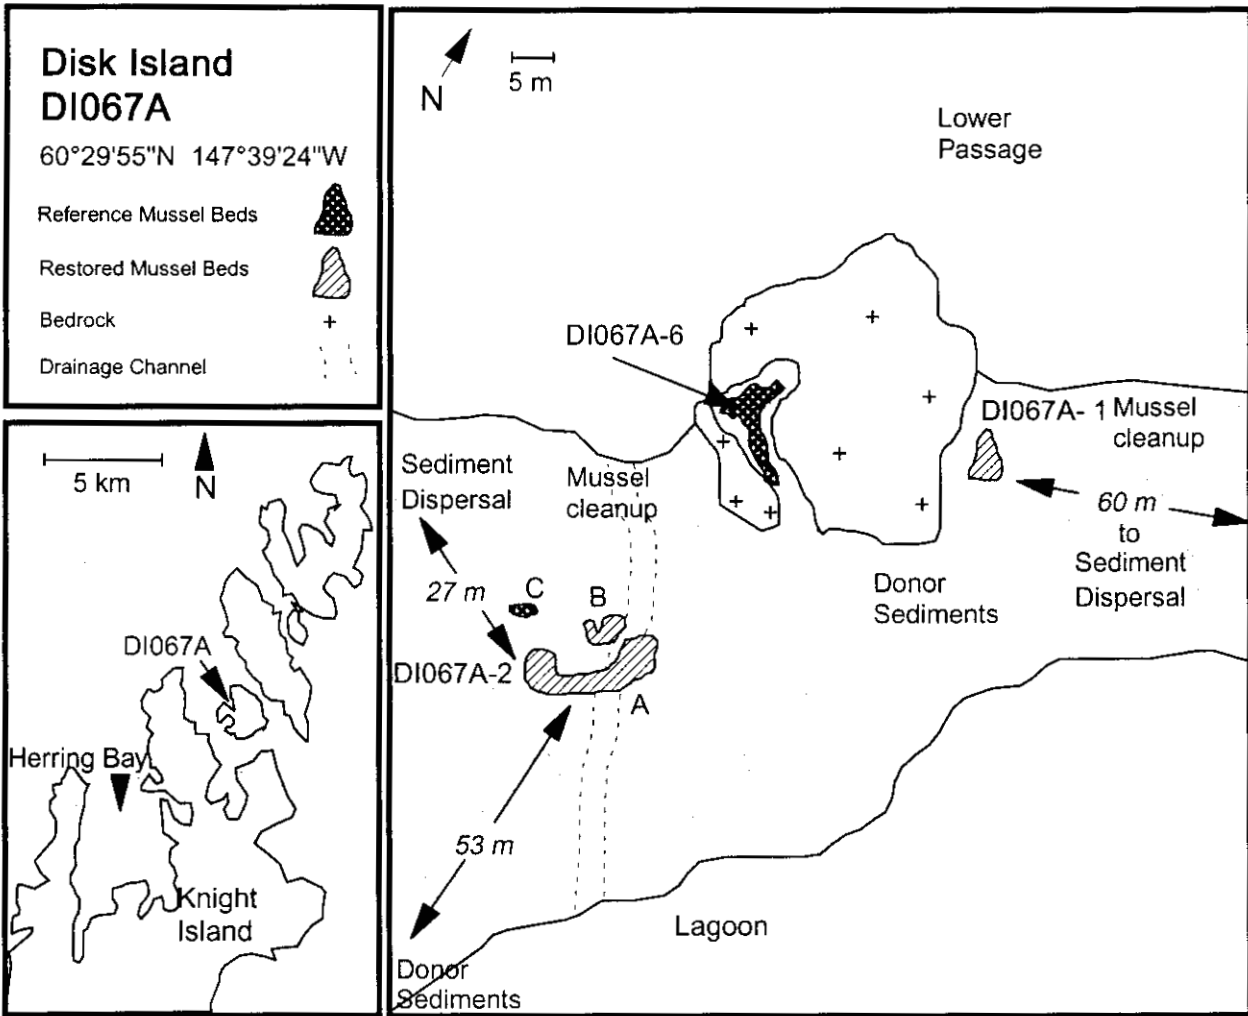 Disk Island
DI067A
60°29'55"N 147°39'24"W
Reference Mussel Beds
Restored Mussel Beds
Bedrock
Drainage Channel
5 km
N
DI067A
Herring Bay
Knight
Island
N
5 m
Lower
Passage
DI067A-6
DI067A- 1
Mussel
cleanup
60 m
to
Sediment
Dispersal
Sediment
Dispersal
Mussel
cleanup
27 m
C
B
DI067A-2
A
Donor
Sediments
53 m
Lagoon
Donor
Sediments